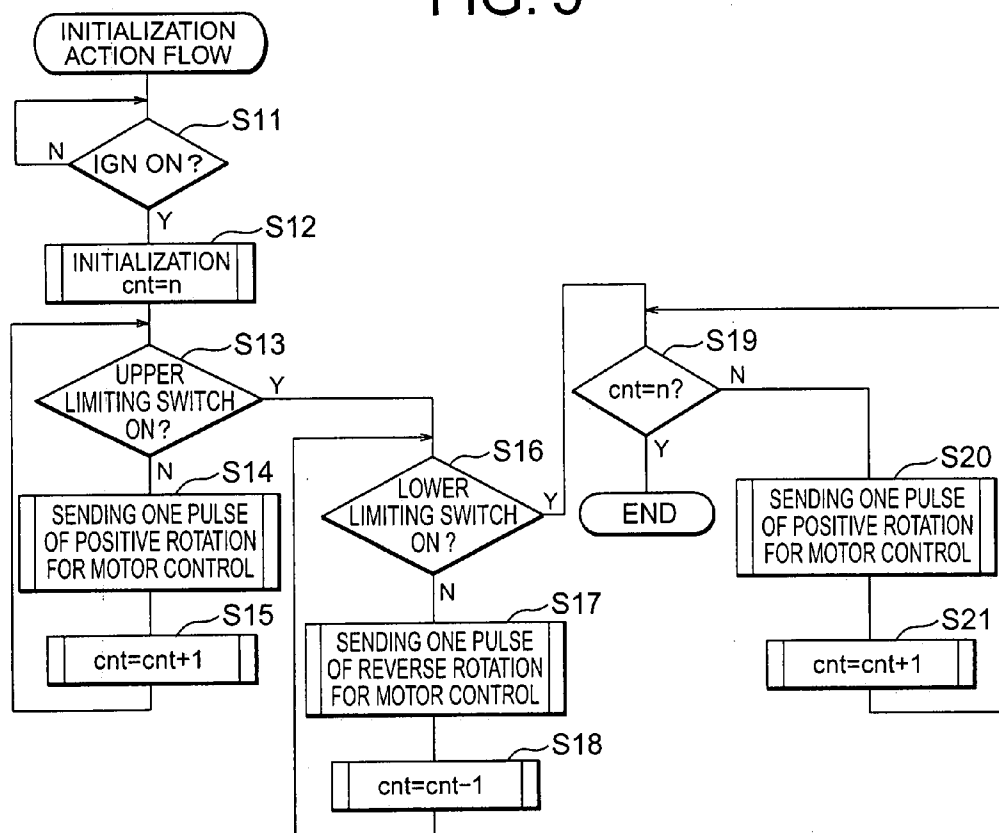 FIG. 5
INITIALIZATION
ACTION FLOW
S11
IGN ON?
N
Y
S12
INITIALIZATION
cnt=n
S13
UPPER
LIMITING SWITCH
ON?
Y
N
S14
SENDING ONE PULSE
OF POSITIVE ROTATION
FOR MOTOR CONTROL
S15
cnt=cnt+1
S16
LOWER
LIMITING SWITCH
ON?
Y
N
S17
SENDING ONE PULSE
OF REVERSE ROTATION
FOR MOTOR CONTROL
S18
cnt=cnt-1
S19
cnt=n?
N
Y
END
S20
SENDING ONE PULSE
OF POSITIVE ROTATION
FOR MOTOR CONTROL
S21
cnt=cnt+1